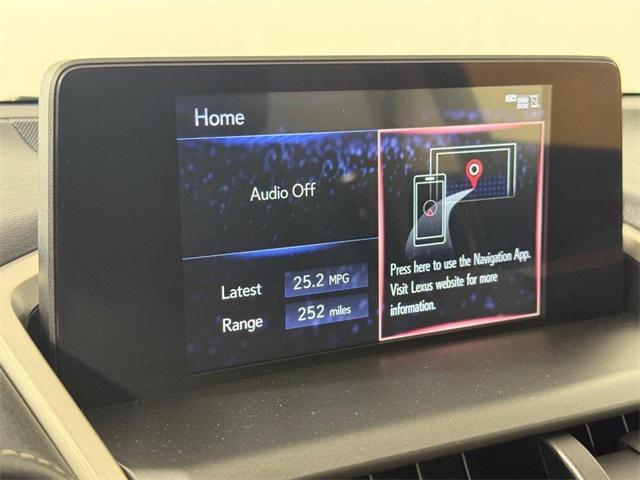 Home
DCM
Audio Off
Press here to use the Navigation App.
Visit Lexus website for more
information.
Latest 25.2 MPG
Range 252 miles